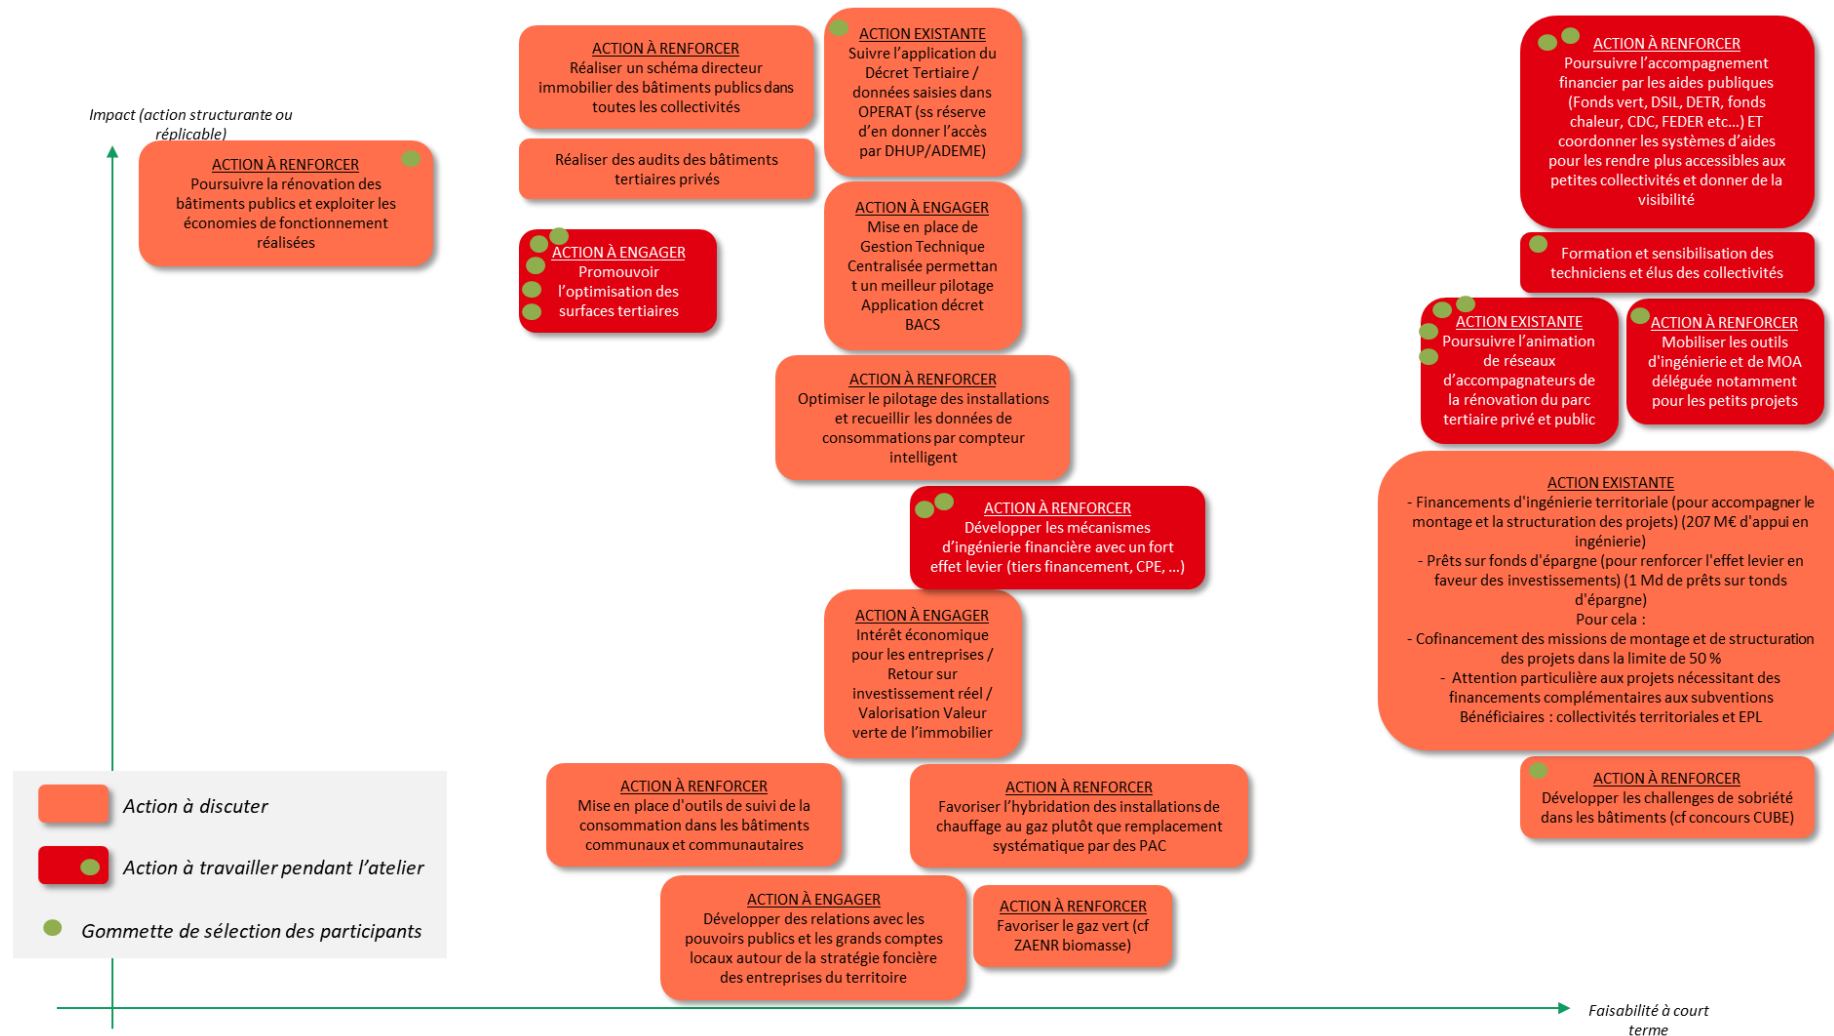 Impact (action structurante ou
réplicable)
ACTION À RENFORCER
Poursuivre la rénovation des
bâtiments publics et exploiter les
économies de fonctionnement
réalisées
ACTION À RENFORCER
Réaliser un schéma directeur
immobilier des bâtiments publics dans
toutes les collectivités
Réaliser des audits des bâtiments
tertiaires privés
ACTION À ENGAGER
Promouvoir
l’optimisation des
surfaces tertiaires
ACTION EXISTANTE
Suivre l’application du
Décret Tertiaire /
données saisies dans
OPERAT (ss réserve
d’en donner l’accès
par DHUP/ADEME)
ACTION À ENGAGER
Mise en place de
Gestion Technique
Centralisée permettan
t un meilleur pilotage
Application décret
BACS
ACTION À RENFORCER
Optimiser le pilotage des installations
et recueillir les données de
consommations par compteur
intelligent
ACTION À RENFORCER
Développer les mécanismes
d’ingénierie financière avec un fort
effet levier (tiers financement, CPE, …)
ACTION À ENGAGER
Intérêt économique
pour les entreprises /
Retour sur
investissement réel /
Valorisation Valeur
verte de l’immobilier
ACTION À RENFORCER
Mise en place d'outils de suivi de la
consommation dans les bâtiments
communaux et communautaires
ACTION À RENFORCER
Favoriser l’hybridation des installations de
chauffage au gaz plutôt que remplacement
systématique par des PAC
ACTION À ENGAGER
Développer des relations avec les
pouvoirs publics et les grands comptes
locaux autour de la stratégie foncière
des entreprises du territoire
ACTION À RENFORCER
Favoriser le gaz vert (cf
ZAENR biomasse)
ACTION À RENFORCER
Poursuivre l’accompagnement
financier par les aides publiques
(Fonds vert, DSIL, DETR, fonds
chaleur, CDC, FEDER etc…) ET
coordonner les systèmes d’aides
pour les rendre plus accessibles aux
petites collectivités et donner de la
visibilité
Formation et sensibilisation des
techniciens et élus des collectivités
ACTION EXISTANTE
Poursuivre l’animation
de réseaux
d’accompagnateurs de
la rénovation du parc
tertiaire privé et public
ACTION À RENFORCER
Mobiliser les outils
d'ingénierie et de MOA
déléguée notamment
pour les petits projets
ACTION EXISTANTE
- Financements d'ingénierie territoriale (pour accompagner le
montage et la structuration des projets) (207 M€ d'appui en
ingénierie)
- Prêts sur fonds d'épargne (pour renforcer l'effet levier en
faveur des investissements) (1 Md de prêts sur tonds
d'épargne)
Pour cela :
- Cofinancement des missions de montage et de structuration
des projets dans la limite de 50 %
- Attention particulière aux projets nécessitant des
financements complémentaires aux subventions
Bénéficiaires : collectivités territoriales et EPL
ACTION À RENFORCER
Développer les challenges de sobriété
dans les bâtiments (cf concours CUBE)
Action à discuter
Action à travailler pendant l’atelier
Gommette de sélection des participants
Faisabilité à court
terme